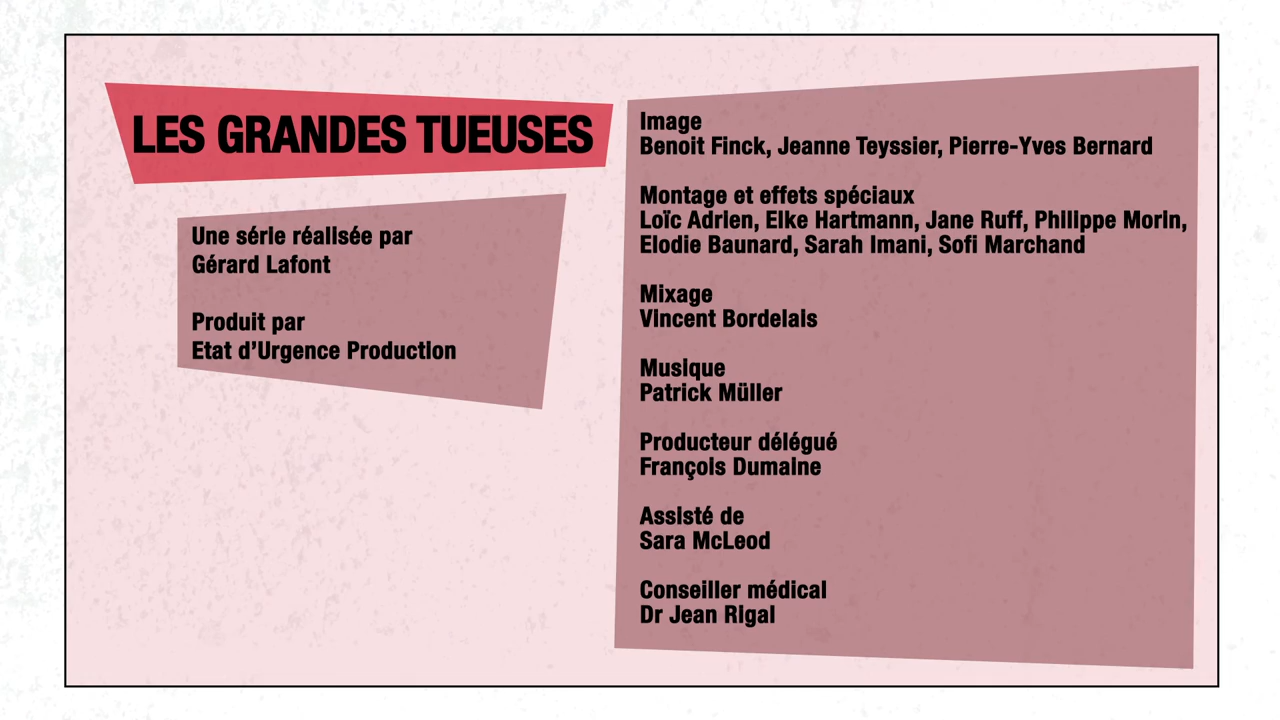 LES GRANDES TUEUSES
Une série réalisée par
Gérard Lafont
Produit par
Etat d'Urgence Production
Image
Benoit Finck, Jeanne Teyssier, Pierre-Yves Bernard
Montage et effets spéciaux
Loïc Adrien, Elke Hartmann, Jane Ruff, Philippe Morin,
Elodie Baunard, Sarah Imani, Sofi Marchand
Mixage
Vincent Bordelais
Musique
Patrick Müller
Producteur délégué
François Dumaine
Assisté de
Sara McLeod
Conseiller médical
Dr Jean Rigal